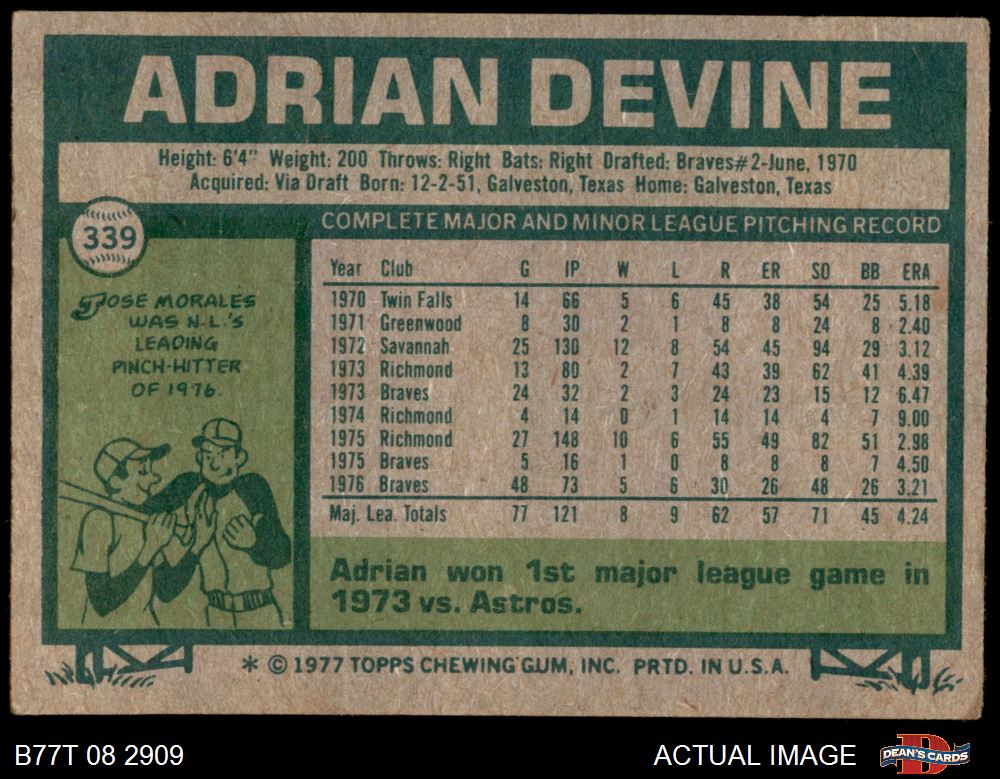 ADRIAN DEVINE
Height: 6'4" Weight: 200 Throws: Right Bats: Right Drafted: Braves#2-June, 1970
Acquired: Via Draft Born: 12-2-51, Galveston, Texas Home: Galveston, Texas
339
JOSE MORALES
WAS N.L.'S
LEADING
PINCH-HITTER
OF 1976.
COMPLETE MAJOR AND MINOR LEAGUE PITCHING RECORD
Year Club G IP W L R ER SO BB ERA
1970 Twin Falls 14 66 5 6 45 38 54 25 5.18
1971 Greenwood 8 30 2 1 8 8 24 8 2.40
1972 Savannah 25 130 12 8 54 45 94 29 3.12
1973 Richmond 13 80 2 7 43 39 62 41 4.39
1973 Braves 24 32 2 3 24 23 15 12 6.47
1974 Richmond 4 14 0 1 14 14 4 7 9.00
1975 Richmond 27 148 10 6 55 49 82 51 2.98
1975 Braves 5 16 1 0 8 8 8 7 4.50
1976 Braves 48 73 5 6 30 26 48 26 3.21
Maj. Lea. Totals 77 121 8 9 62 57 71 45 4.24
Adrian won 1st major league game in
1973 vs. Astros.
* © 1977 TOPPS CHEWING GUM, INC. PRTD. IN U.S.A.
B77T 08 2909 ACTUAL IMAGE DEAN'S CARDS